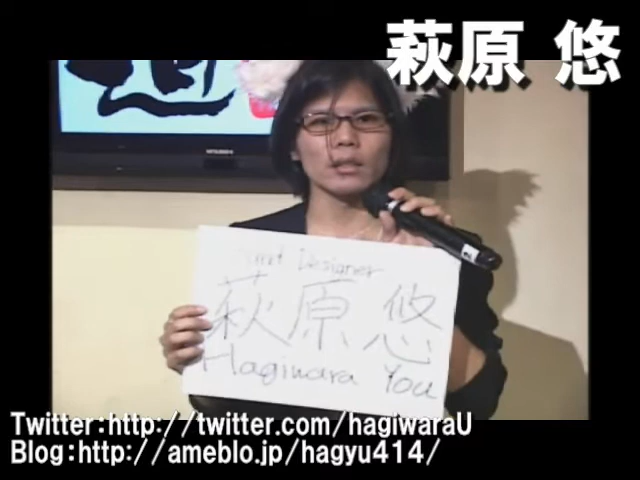 萩原 悠
MITSUBISHI
Designer
萩原悠
Hagiwara You
Twitter:http://twitter.com/hagiwaraU
Blog:http://ameblo.jp/hagyu414/